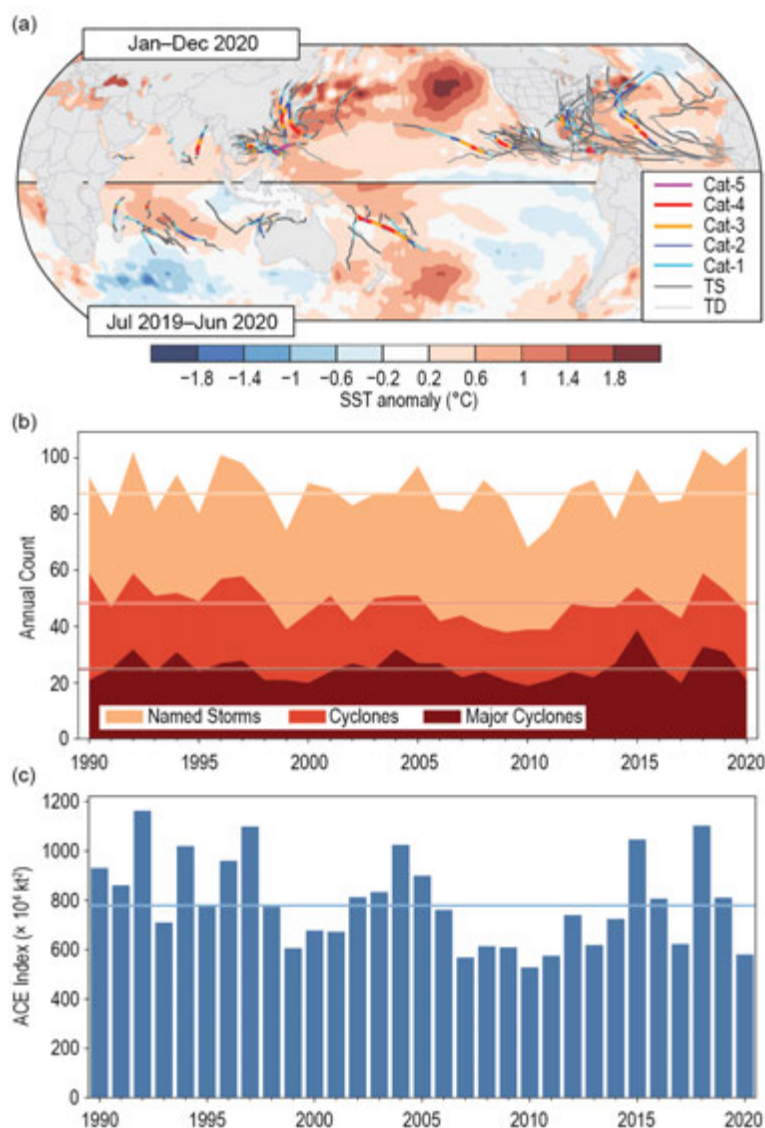 (a)
Jan–Dec 2020
Cat-5
Cat-4
Cat-3
Cat-2
Cat-1
TS
TD
Jul 2019–Jun 2020
−1.8 −1.4 −1 −0.6 −0.2 0.2 0.6 1 1.4 1.8
SST anomaly (°C)
(b)
100
80
60
40
20
0
Annual Count
Named Storms Cyclones Major Cyclones
1990 1995 2000 2005 2010 2015 2020
(c)
1200
1000
800
600
400
200
0
ACE Index (× 10⁴ kt²)
1990 1995 2000 2005 2010 2015 2020